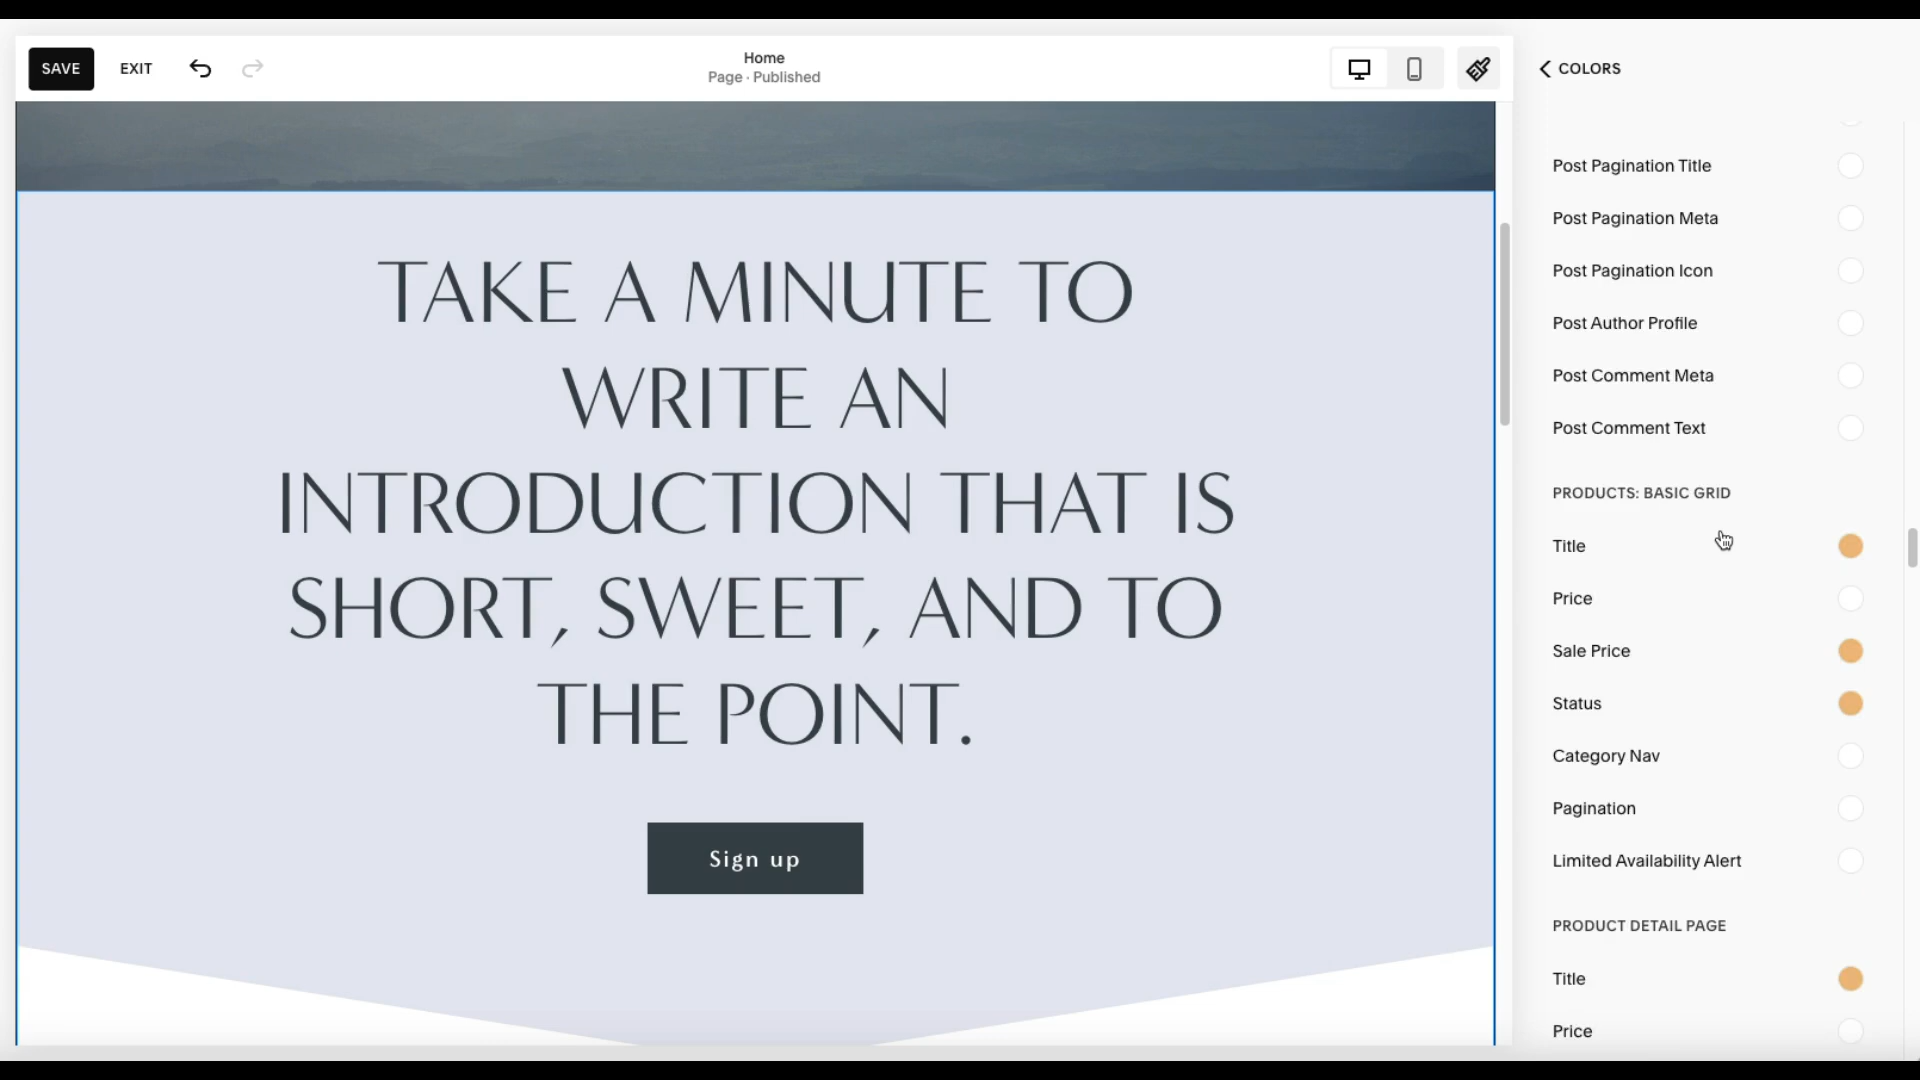 SAVE
EXIT
Home
Page · Published
COLORS
TAKE A MINUTE TO
WRITE AN
INTRODUCTION THAT IS
SHORT, SWEET, AND TO
THE POINT.
Sign up
Post Pagination Title
Post Pagination Meta
Post Pagination Icon
Post Author Profile
Post Comment Meta
Post Comment Text
PRODUCTS: BASIC GRID
Title
Price
Sale Price
Status
Category Nav
Pagination
Limited Availability Alert
PRODUCT DETAIL PAGE
Title
Price